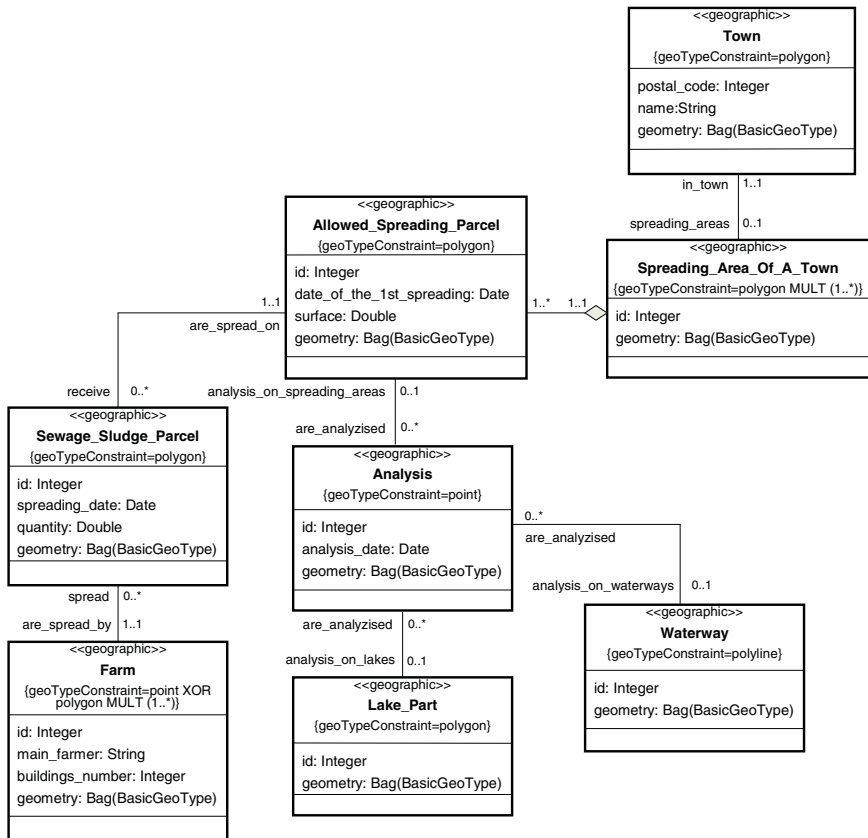 <<geographic>>
Town
{geoTypeConstraint=polygon}
postal_code: Integer
name:String
geometry: Bag(BasicGeoType)
in_town
1..1
spreading_areas
0..1
<<geographic>>
Allowed_Spreading_Parcel
{geoTypeConstraint=polygon}
id: Integer
date_of_the_1st_spreading: Date
surface: Double
geometry: Bag(BasicGeoType)
1..*
1..1
<<geographic>>
Spreading_Area_Of_A_Town
{geoTypeConstraint=polygon MULT (1..*)}
id: Integer
geometry: Bag(BasicGeoType)
1..1
are_spread_on
receive
0..*
analysis_on_spreading_areas
0..1
are_analyzised
0..*
<<geographic>>
Sewage_Sludge_Parcel
{geoTypeConstraint=polygon}
id: Integer
spreading_date: Date
quantity: Double
geometry: Bag(BasicGeoType)
<<geographic>>
Analysis
{geoTypeConstraint=point}
id: Integer
analysis_date: Date
geometry: Bag(BasicGeoType)
0..*
are_analyzised
analysis_on_waterways
0..1
spread
0..*
are_spread_by
1..1
are_analyzised
0..*
analysis_on_lakes
0..1
<<geographic>>
Waterway
{geoTypeConstraint=polyline}
id: Integer
geometry: Bag(BasicGeoType)
<<geographic>>
Farm
{geoTypeConstraint=point XOR
polygon MULT (1..*)}
id: Integer
main_farmer: String
buildings_number: Integer
geometry: Bag(BasicGeoType)
<<geographic>>
Lake_Part
{geoTypeConstraint=polygon}
id: Integer
geometry: Bag(BasicGeoType)